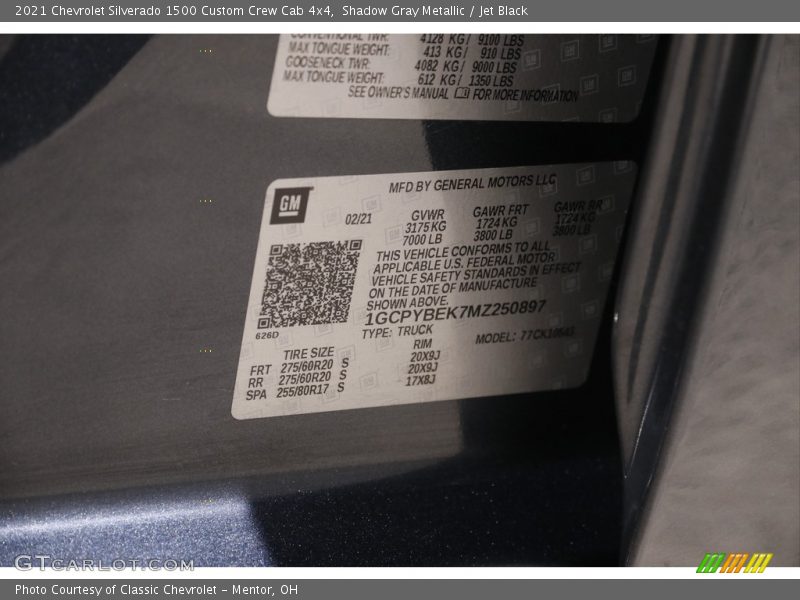 2021 Chevrolet Silverado 1500 Custom Crew Cab 4x4, Shadow Gray Metallic / Jet Black
CONVENTIONAL TWR: 4128 KG/ 9100 LBS
MAX TONGUE WEIGHT: 413 KG/ 910 LBS
GOOSENECK TWR: 4082 KG/ 9000 LBS
MAX TONGUE WEIGHT: 612 KG/ 1350 LBS
SEE OWNER'S MANUAL FOR MORE INFORMATION
MFD BY GENERAL MOTORS LLC
GM
02/21 GVWR GAWR FRT GAWR RR
3175 KG 1724 KG 1724 KG
7000 LB 3800 LB 3800 LB
THIS VEHICLE CONFORMS TO ALL
APPLICABLE U.S. FEDERAL MOTOR
VEHICLE SAFETY STANDARDS IN EFFECT
ON THE DATE OF MANUFACTURE
SHOWN ABOVE.
1GCPYBEK7MZ250897
626D TYPE: TRUCK MODEL:
TIRE SIZE RIM
FRT 275/60R20 S 20X9J
RR 275/60R20 S 20X9J
SPA 255/80R17 S 17X8J
GTCARLOT.COM
Photo Courtesy of Classic Chevrolet - Mentor, OH